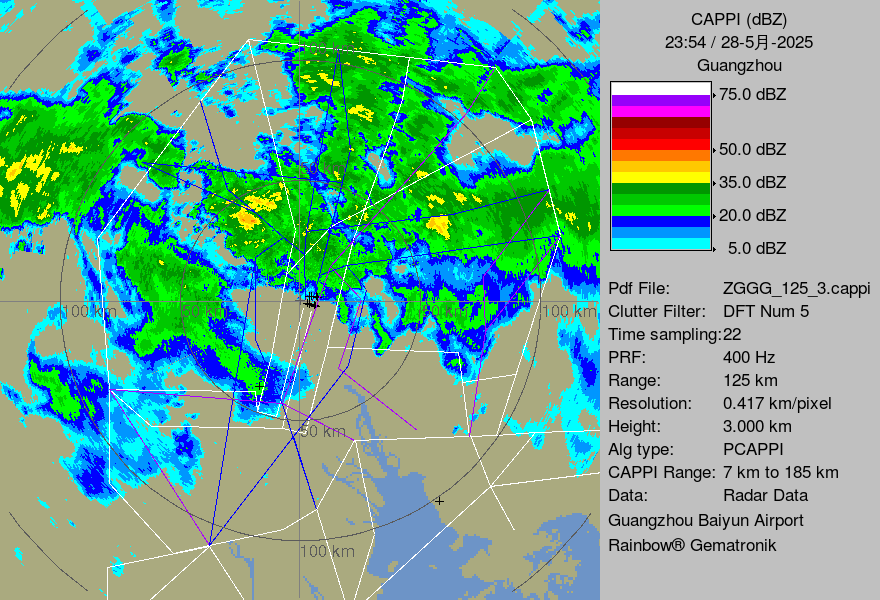 CAPPI (dBZ)
23:54 / 28-5月-2025
Guangzhou
75.0 dBZ
50.0 dBZ
35.0 dBZ
20.0 dBZ
5.0 dBZ
Pdf File: ZGGG_125_3.cappi
Clutter Filter: DFT Num 5
Time sampling:22
PRF: 400 Hz
Range: 125 km
Resolution: 0.417 km/pixel
Height: 3.000 km
Alg type: PCAPPI
CAPPI Range: 7 km to 185 km
Data: Radar Data
Guangzhou Baiyun Airport
Rainbow® Gematronik
100 km
50 km
50 km
100 km
50 km
100 km